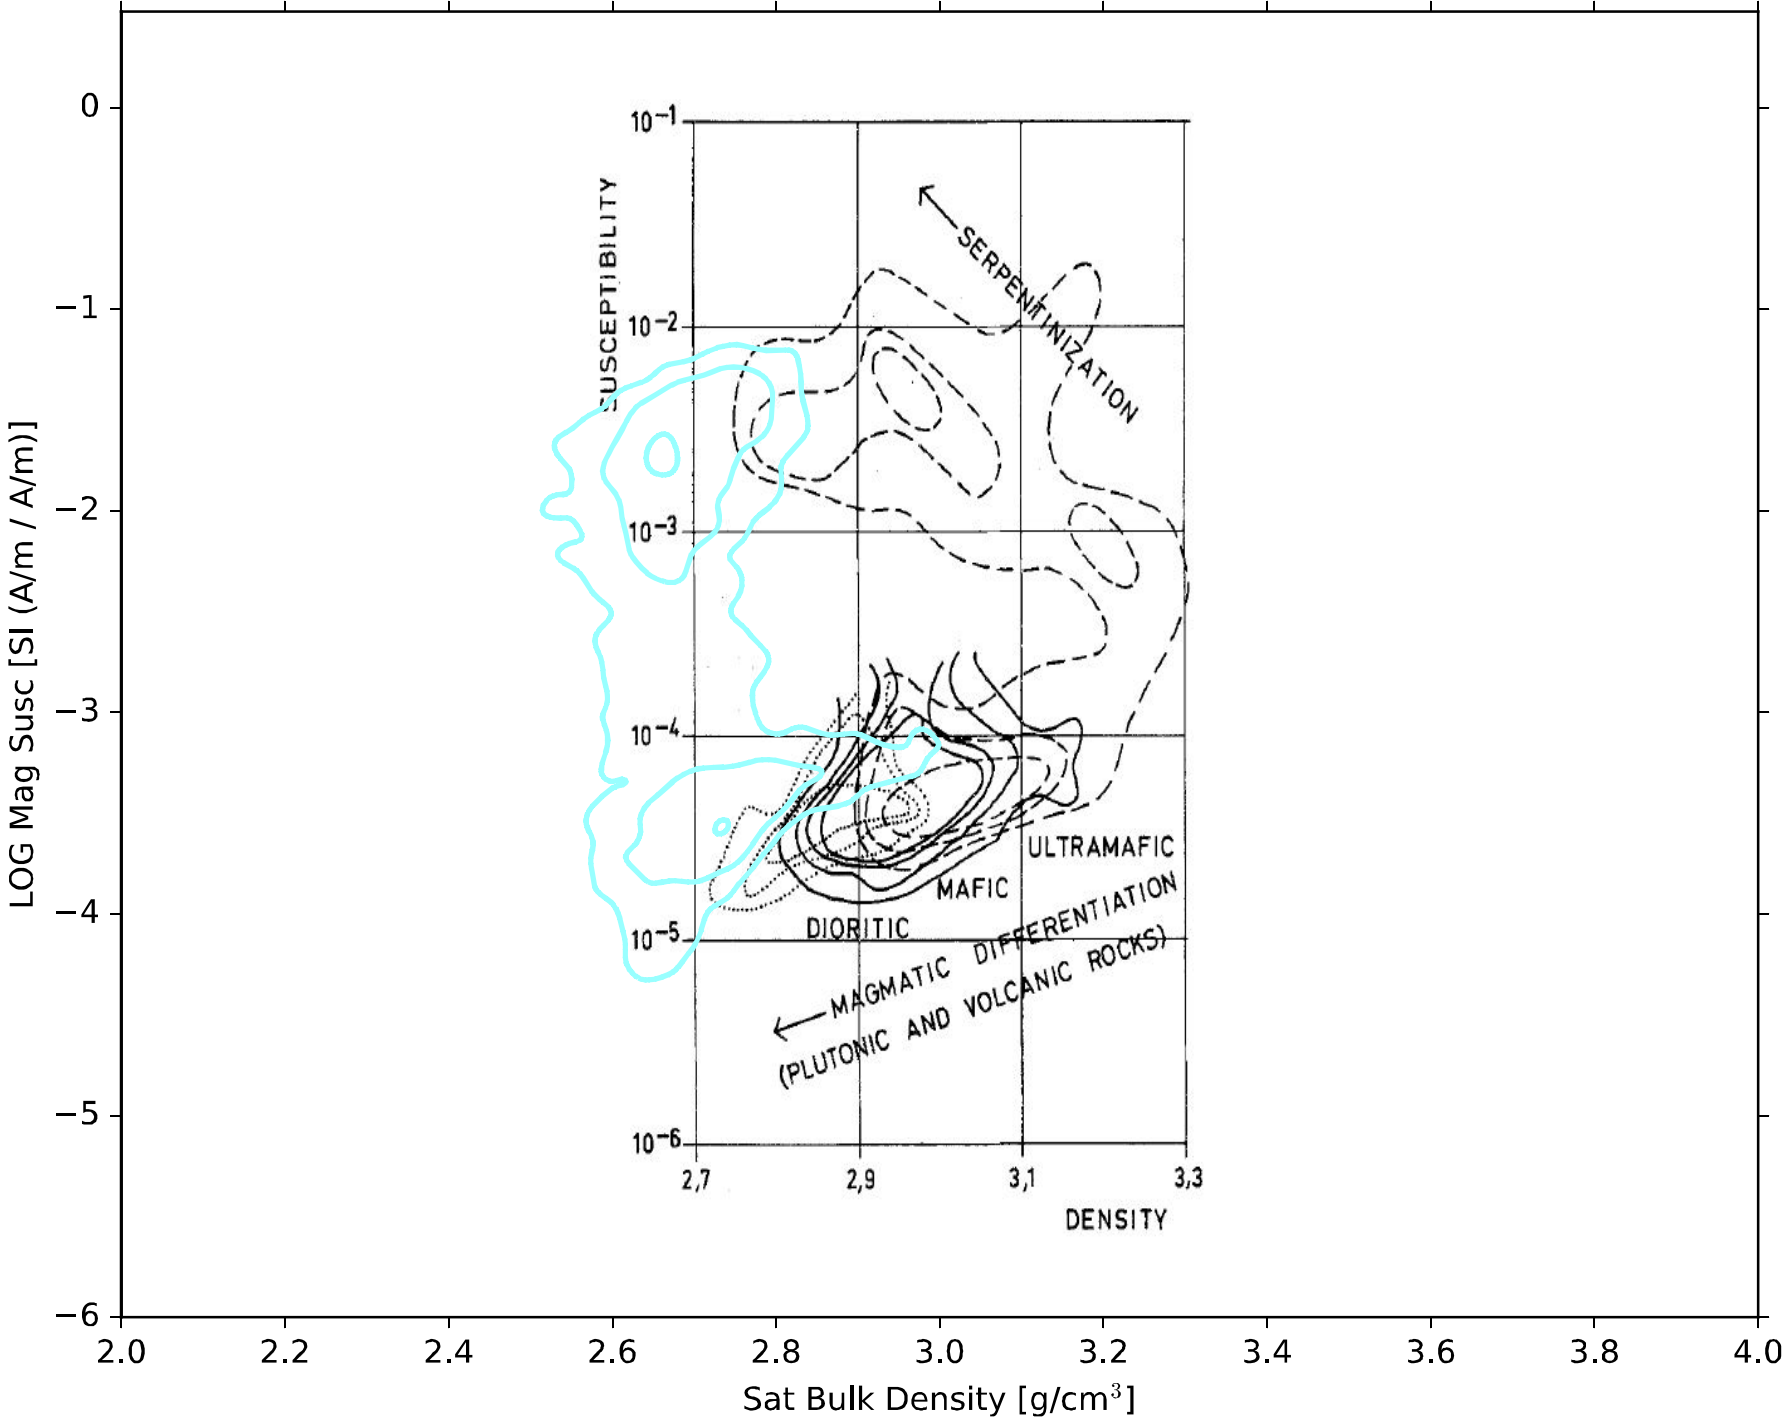 0
−1
−2
−3
−4
−5
−6
LOG Mag Susc [SI (A/m / A/m)]
2.0 2.2 2.4 2.6 2.8 3.0 3.2 3.4 3.6 3.8 4.0
Sat Bulk Density [g/cm³]
SUSCEPTIBILITY
10⁻¹
10⁻²
10⁻³
10⁻⁴
10⁻⁵
10⁻⁶
SERPENTINIZATION
ULTRAMAFIC
MAFIC
DIORITIC
MAGMATIC DIFFERENTIATION
(PLUTONIC AND VOLCANIC ROCKS)
2,7 2,9 3,1 3,3
DENSITY